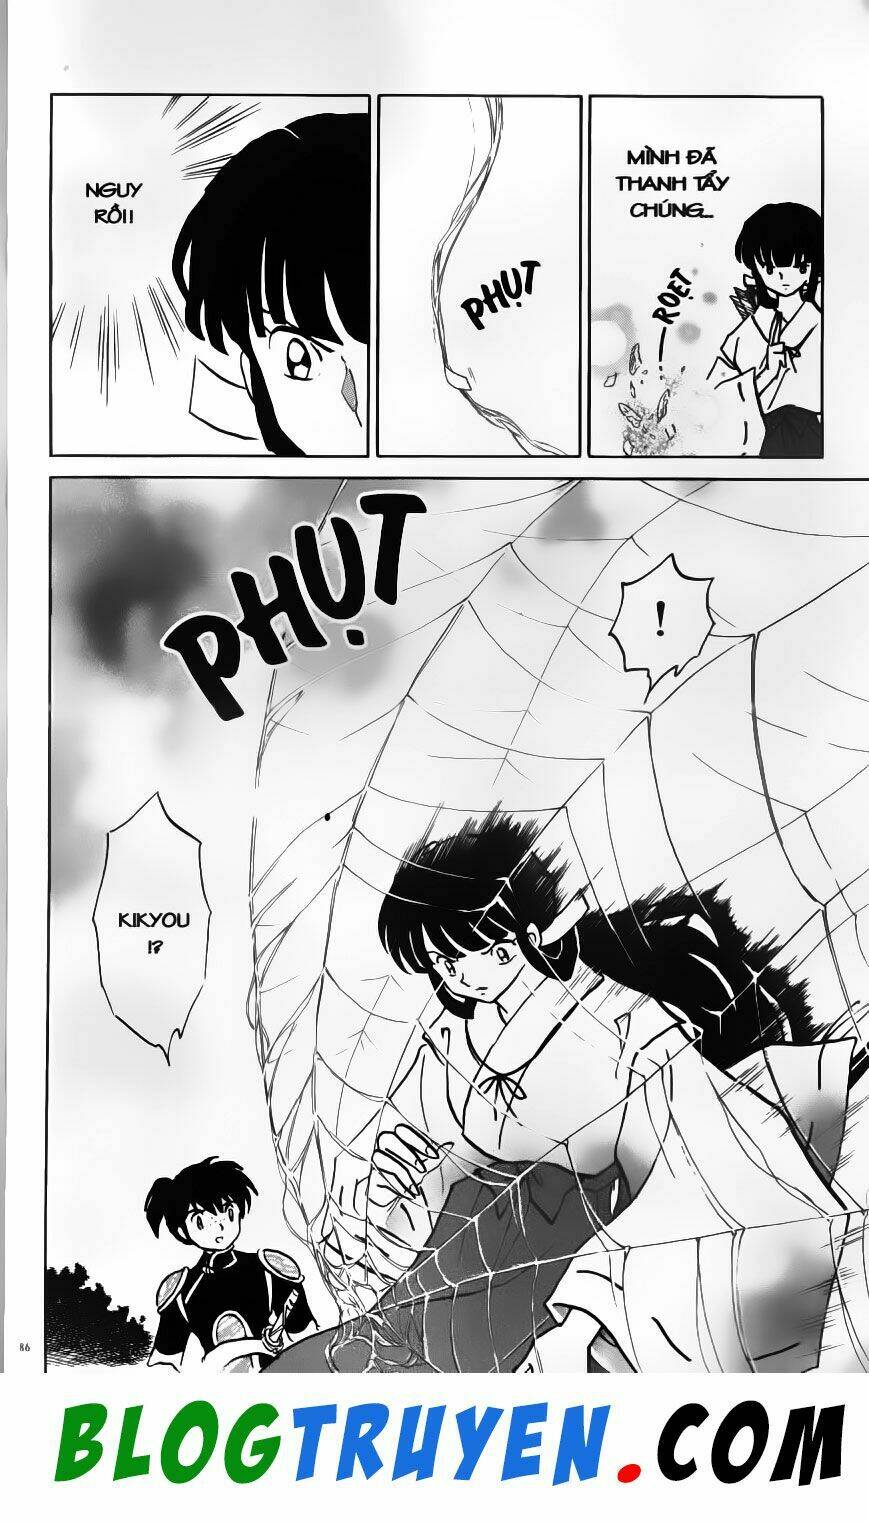 MÌNH ĐÃ
THANH TẨY
CHÚNG...
ROẸT
PHỤT
NGUY
RỒI!
PHỤT
!
KIKYOU
!?
86
BLOGTRUYEN.COM